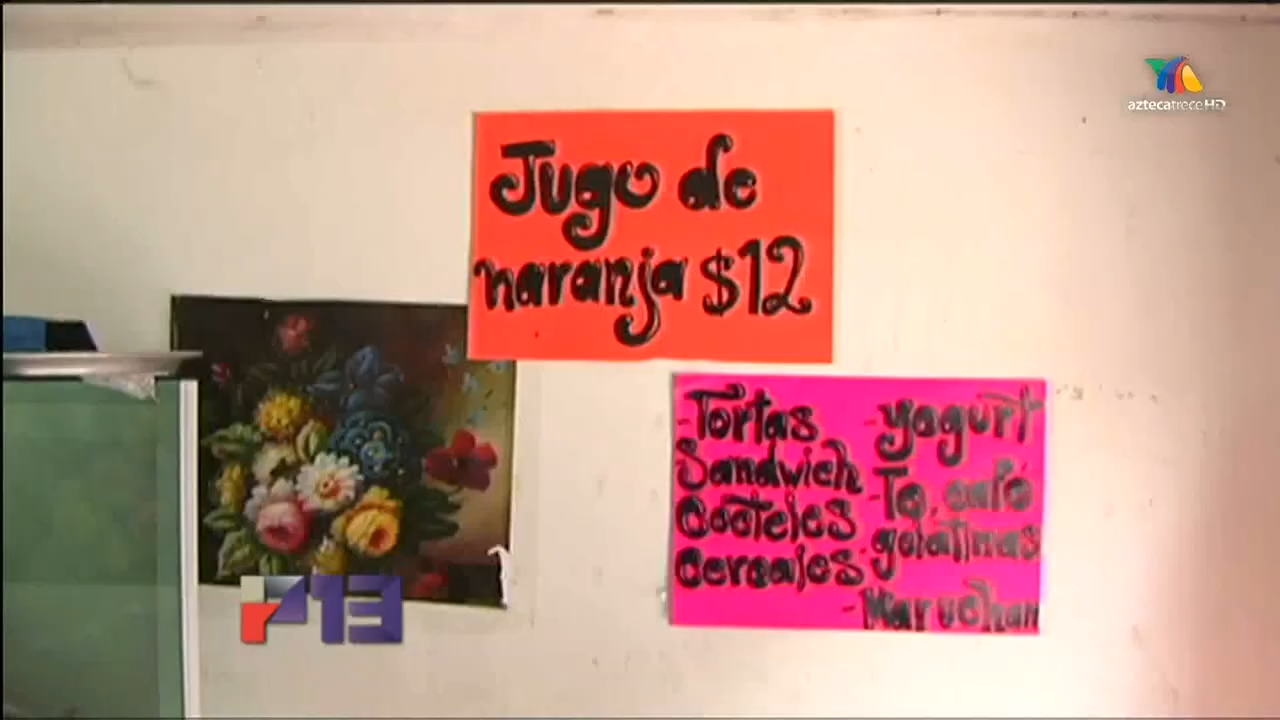 aztecatreceHD
Jugo de
naranja $12
-Tortas
Sandwich
Cocteles
Cereales
-yogurt
-Te, café
gelatinas
-Maruchan
13